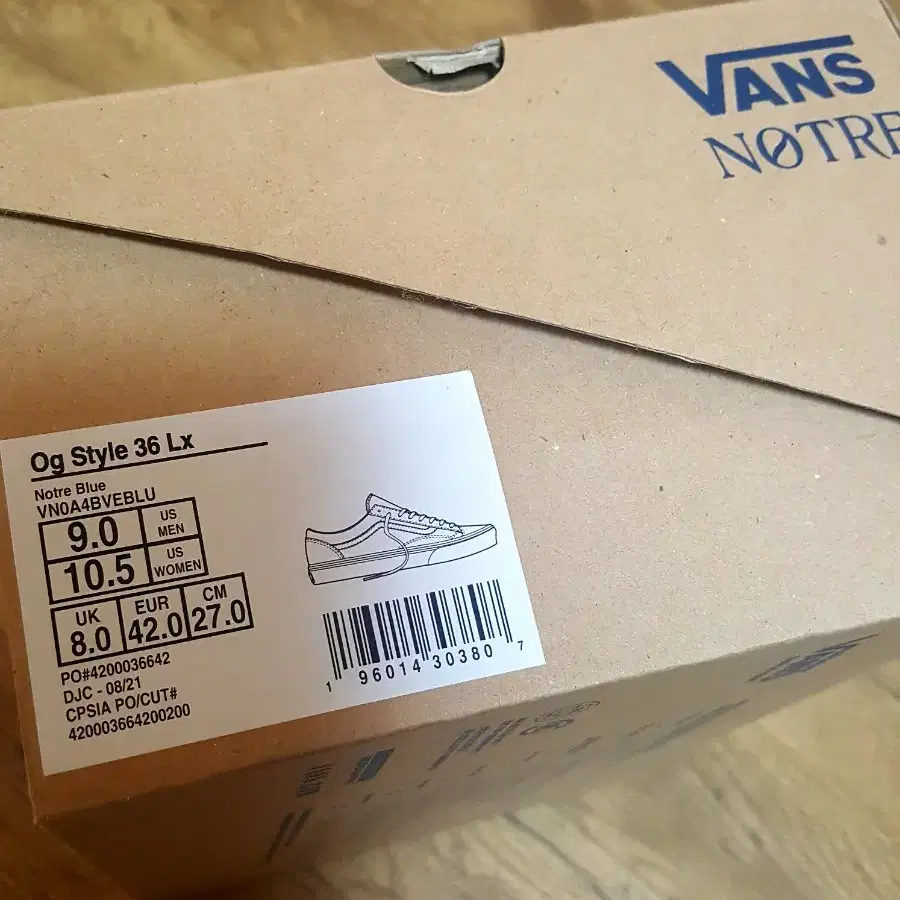 VANS
NØTRE
Og Style 36 Lx
Notre Blue
VN0A4BVEBLU
9.0 US MEN
10.5 US WOMEN
UK EUR CM
8.0 42.0 27.0
PO#4200036642
DJC - 08/21
CPSIA PO/CUT#
420003664200200
1 96014 30380 7